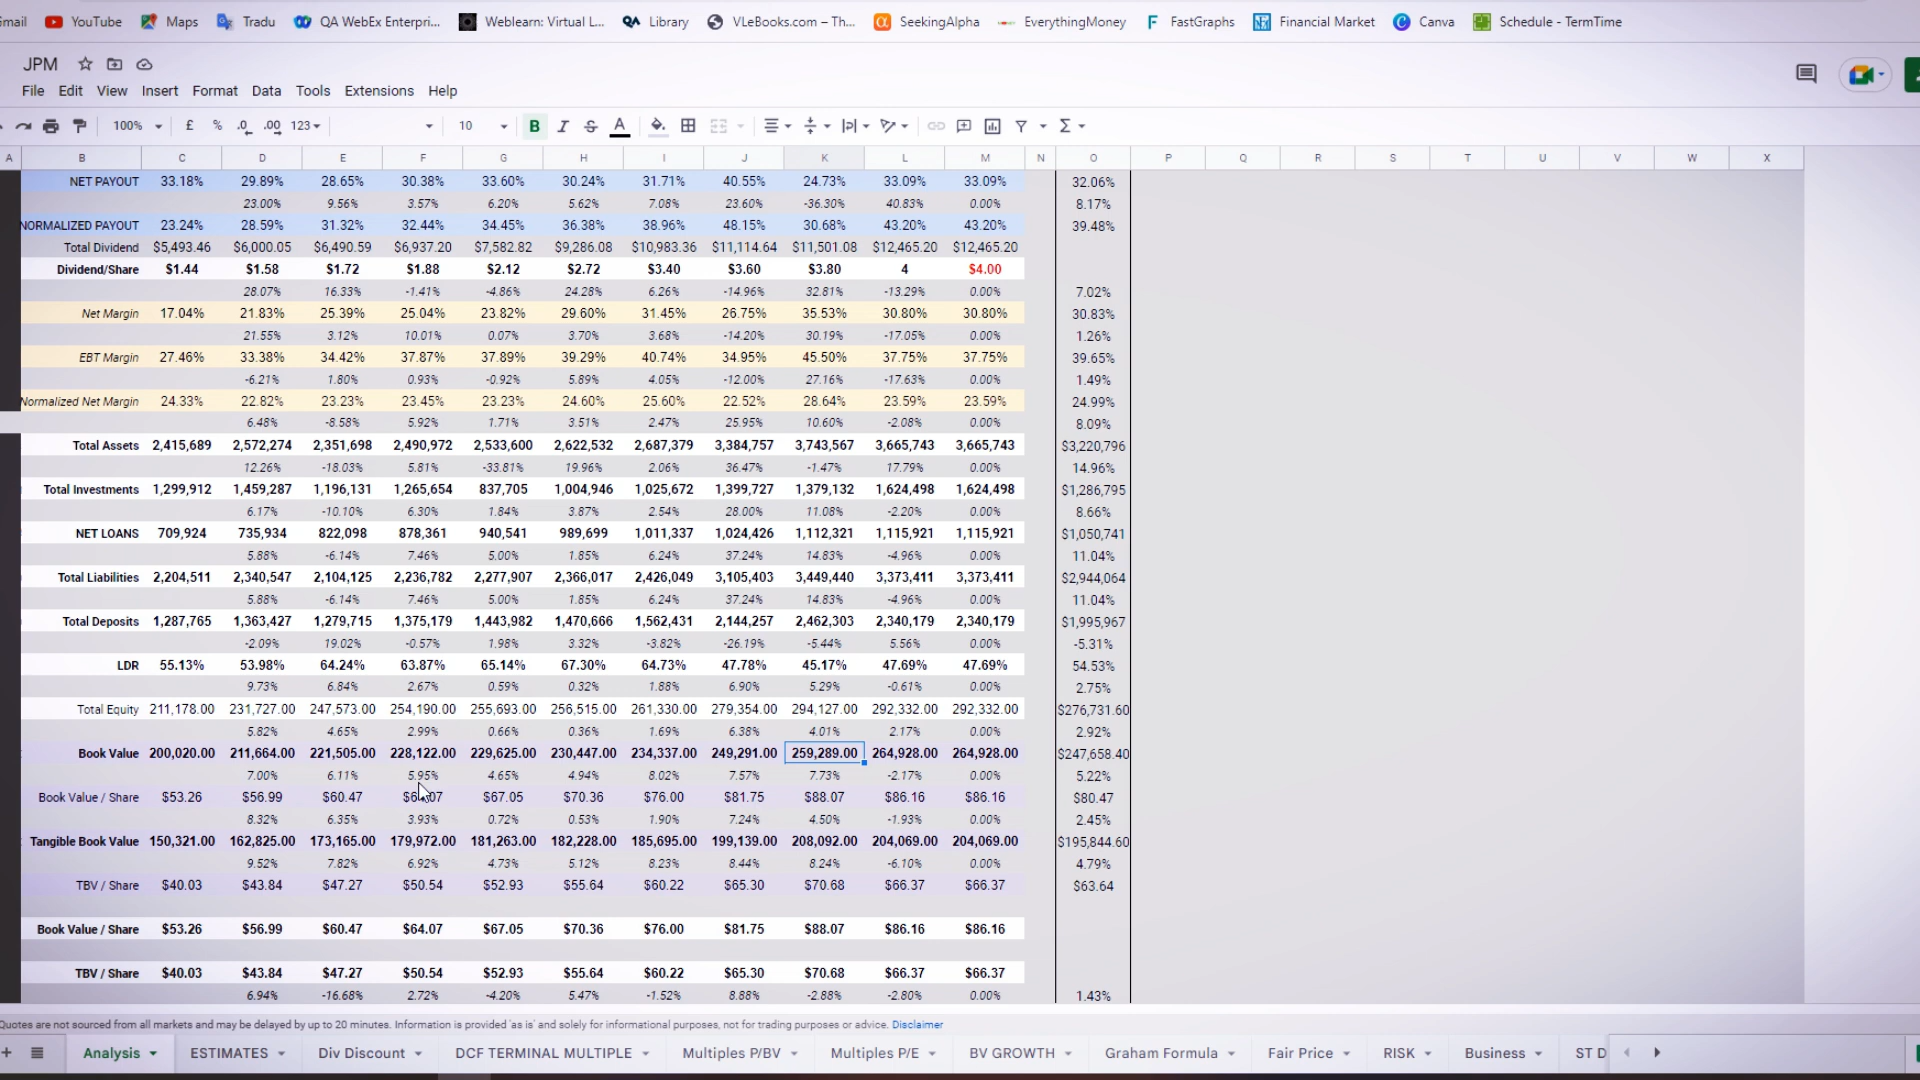 mail YouTube Maps Tradu QA WebEx Enterpri... Weblearn: Virtual L... Library VLeBooks.com – Th... SeekingAlpha EverythingMoney FastGraphs Financial Market Canva Schedule - TermTime
JPM
File Edit View Insert Format Data Tools Extensions Help
100% £ % .0 .00 123 10 B I S A
A B C D E F G H I J K L M N O P Q R S T U V W X
NET PAYOUT 33.18% 29.89% 28.65% 30.38% 33.60% 30.24% 31.71% 40.55% 24.73% 33.09% 33.09% 32.06%
23.00% 9.56% 3.57% 6.20% 5.62% 7.08% 23.60% -36.30% 40.83% 0.00% 8.17%
NORMALIZED PAYOUT 23.24% 28.59% 31.32% 32.44% 34.45% 36.38% 38.96% 48.15% 30.68% 43.20% 43.20% 39.48%
Total Dividend $5,493.46 $6,000.05 $6,490.59 $6,937.20 $7,582.82 $9,286.08 $10,983.36 $11,114.64 $11,501.08 $12,465.20 $12,465.20
Dividend/Share $1.44 $1.58 $1.72 $1.88 $2.12 $2.72 $3.40 $3.60 $3.80 4 $4.00
28.07% 16.33% -1.41% -4.86% 24.28% 6.26% -14.96% 32.81% -13.29% 0.00% 7.02%
Net Margin 17.04% 21.83% 25.39% 25.04% 23.82% 29.60% 31.45% 26.75% 35.53% 30.80% 30.80% 30.83%
21.55% 3.12% 10.01% 0.07% 3.70% 3.68% -14.20% 30.19% -17.05% 0.00% 1.26%
EBT Margin 27.46% 33.38% 34.42% 37.87% 37.89% 39.29% 40.74% 34.95% 45.50% 37.75% 37.75% 39.65%
-6.21% 1.80% 0.93% -0.92% 5.89% 4.05% -12.00% 27.16% -17.63% 0.00% 1.49%
Normalized Net Margin 24.33% 22.82% 23.23% 23.45% 23.23% 24.60% 25.60% 22.52% 28.64% 23.59% 23.59% 24.99%
6.48% -8.58% 5.92% 1.71% 3.51% 2.47% 25.95% 10.60% -2.08% 0.00% 8.09%
Total Assets 2,415,689 2,572,274 2,351,698 2,490,972 2,533,600 2,622,532 2,687,379 3,384,757 3,743,567 3,665,743 3,665,743 $3,220,796
12.26% -18.03% 5.81% -33.81% 19.96% 2.06% 36.47% -1.47% 17.79% 0.00% 14.96%
Total Investments 1,299,912 1,459,287 1,196,131 1,265,654 837,705 1,004,946 1,025,672 1,399,727 1,379,132 1,624,498 1,624,498 $1,286,795
6.17% -10.10% 6.30% 1.84% 3.87% 2.54% 28.00% 11.08% -2.20% 0.00% 8.66%
NET LOANS 709,924 735,934 822,098 878,361 940,541 989,699 1,011,337 1,024,426 1,112,321 1,115,921 1,115,921 $1,050,741
5.88% -6.14% 7.46% 5.00% 1.85% 6.24% 37.24% 14.83% -4.96% 0.00% 11.04%
Total Liabilities 2,204,511 2,340,547 2,104,125 2,236,782 2,277,907 2,366,017 2,426,049 3,105,403 3,449,440 3,373,411 3,373,411 $2,944,064
5.88% -6.14% 7.46% 5.00% 1.85% 6.24% 37.24% 14.83% -4.96% 0.00% 11.04%
Total Deposits 1,287,765 1,363,427 1,279,715 1,375,179 1,443,982 1,470,666 1,562,431 2,144,257 2,462,303 2,340,179 2,340,179 $1,995,967
-2.09% 19.02% -0.57% 1.98% 3.32% -3.82% -26.19% -5.44% 5.56% 0.00% -5.31%
LDR 55.13% 53.98% 64.24% 63.87% 65.14% 67.30% 64.73% 47.78% 45.17% 47.69% 47.69% 54.53%
9.73% 6.84% 2.67% 0.59% 0.32% 1.88% 6.90% 5.29% -0.61% 0.00% 2.75%
Total Equity 211,178.00 231,727.00 247,573.00 254,190.00 255,693.00 256,515.00 261,330.00 279,354.00 294,127.00 292,332.00 292,332.00 $276,731.60
5.82% 4.65% 2.99% 0.66% 0.36% 1.69% 6.38% 4.01% 2.17% 0.00% 2.92%
Book Value 200,020.00 211,664.00 221,505.00 228,122.00 229,625.00 230,447.00 234,337.00 249,291.00 259,289.00 264,928.00 264,928.00 $247,658.40
7.00% 6.11% 5.95% 4.65% 4.94% 8.02% 7.57% 7.73% -2.17% 0.00% 5.22%
Book Value / Share $53.26 $56.99 $60.47 $67.05 $70.36 $76.00 $81.75 $88.07 $86.16 $86.16 $80.47
8.32% 6.35% 3.93% 0.72% 0.53% 1.90% 7.24% 4.50% -1.93% 0.00% 2.45%
Tangible Book Value 150,321.00 162,825.00 173,165.00 179,972.00 181,263.00 182,228.00 185,695.00 199,139.00 208,092.00 204,069.00 204,069.00 $195,844.60
9.52% 7.82% 6.92% 4.73% 5.12% 8.23% 8.44% 8.24% -6.10% 0.00% 4.79%
TBV / Share $40.03 $43.84 $47.27 $50.54 $52.93 $55.64 $60.22 $65.30 $70.68 $66.37 $66.37 $63.64
Book Value / Share $53.26 $56.99 $60.47 $64.07 $67.05 $70.36 $76.00 $81.75 $88.07 $86.16 $86.16
TBV / Share $40.03 $43.84 $47.27 $50.54 $52.93 $55.64 $60.22 $65.30 $70.68 $66.37 $66.37
6.94% -16.68% 2.72% -4.20% 5.47% -1.52% 8.88% -2.88% -2.80% 0.00% 1.43%
Quotes are not sourced from all markets and may be delayed by up to 20 minutes. Information is provided 'as is' and solely for informational purposes, not for trading purposes or advice. Disclaimer
Analysis ESTIMATES Div Discount DCF TERMINAL MULTIPLE Multiples P/BV Multiples P/E BV GROWTH Graham Formula Fair Price RISK Business ST D